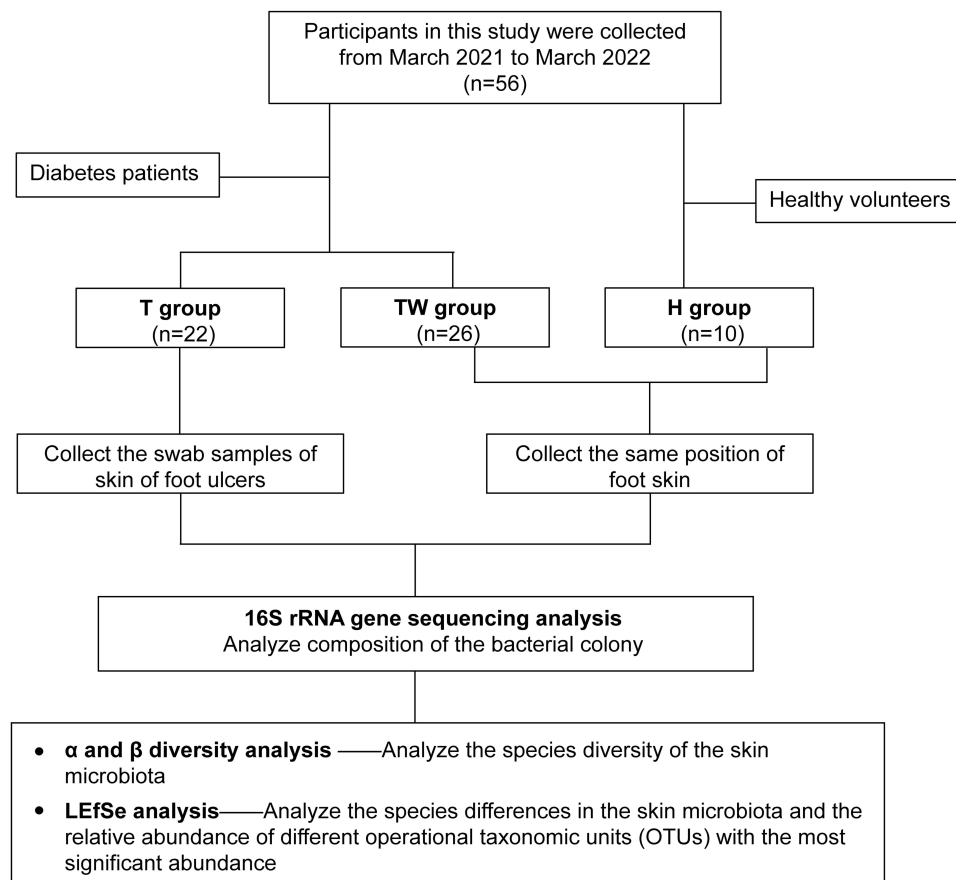 Participants in this study were collected
from March 2021 to March 2022
(n=56)
Diabetes patients
Healthy volunteers
T group
(n=22)
TW group
(n=26)
H group
(n=10)
Collect the swab samples of
skin of foot ulcers
Collect the same position of
foot skin
16S rRNA gene sequencing analysis
Analyze composition of the bacterial colony
• α and β diversity analysis ——Analyze the species diversity of the skin
microbiota
• LEfSe analysis——Analyze the species differences in the skin microbiota and the
relative abundance of different operational taxonomic units (OTUs) with the most
significant abundance